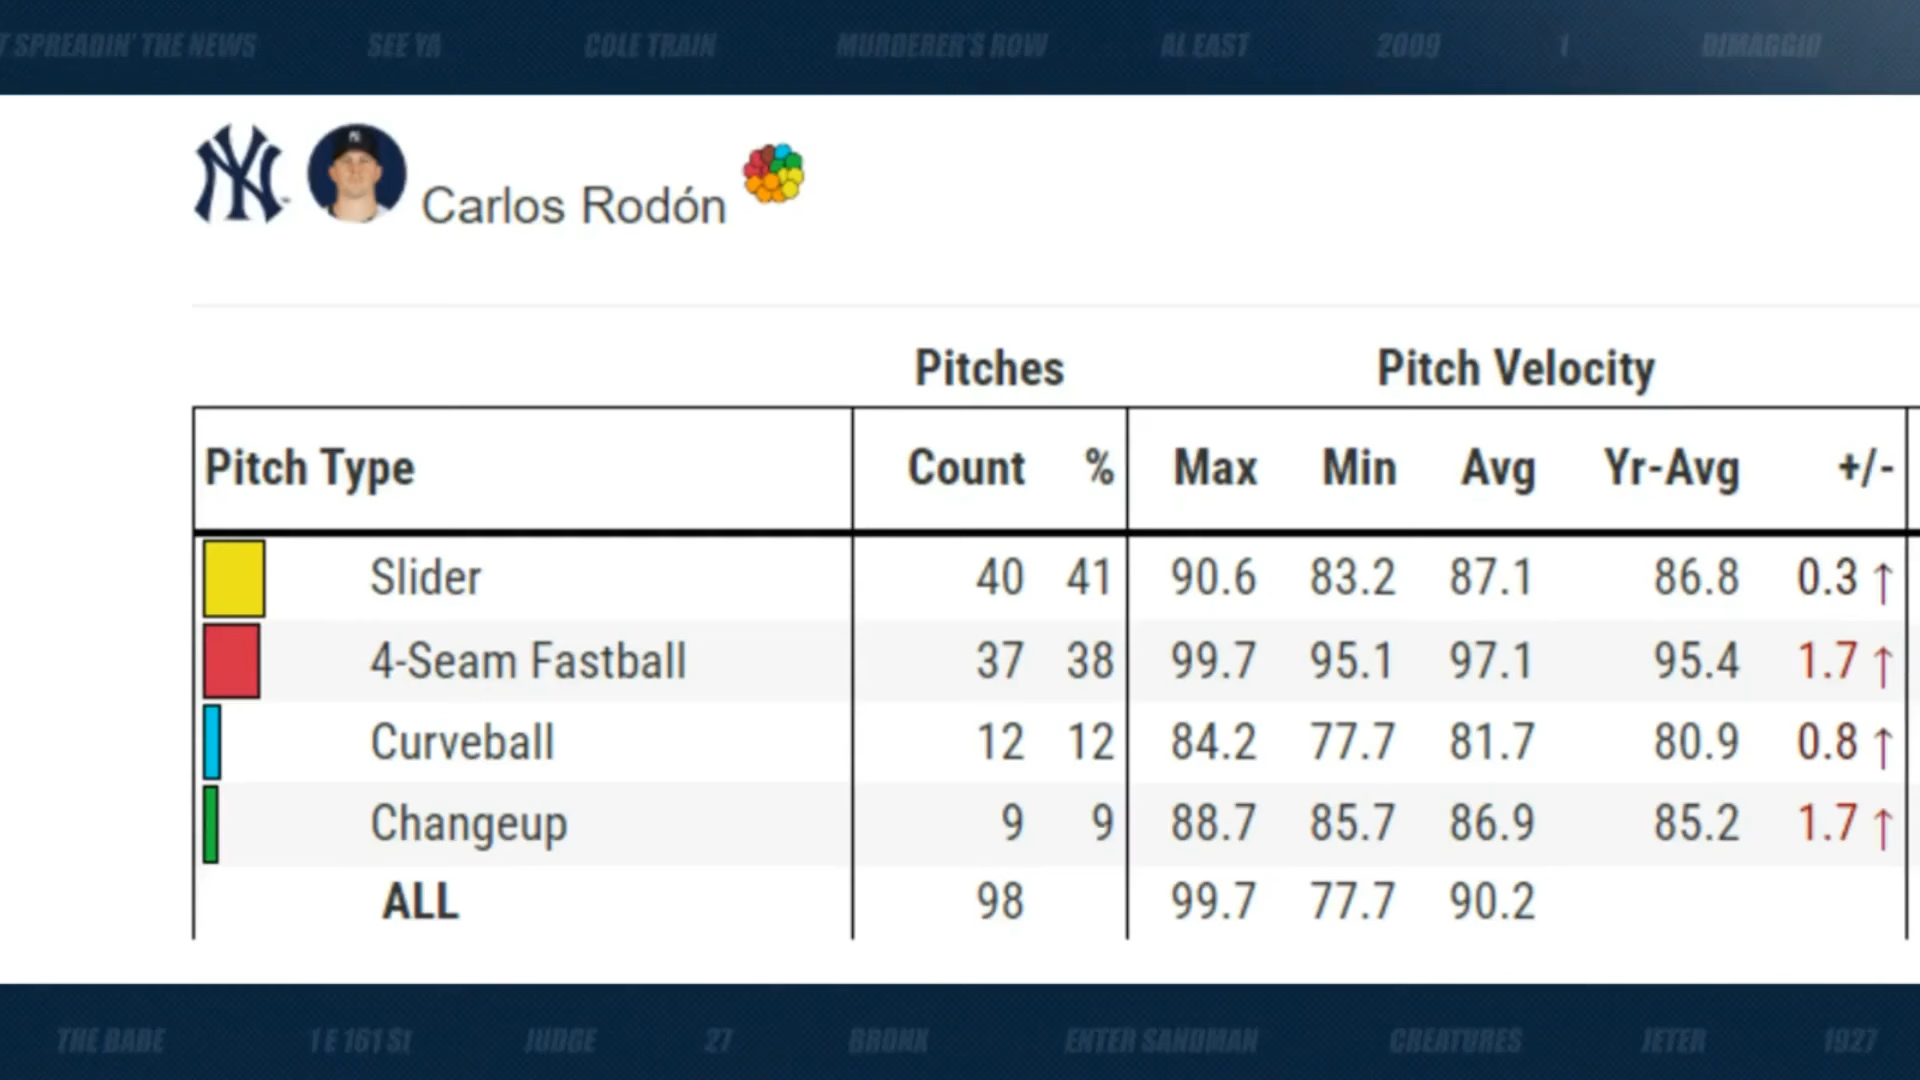 T SPREADIN' THE NEWS SEE YA COLE TRAIN MURDERER'S ROW AL EAST 2009 1 DIMAGGIO
NY
Carlos Rodón
Pitches Pitch Velocity
Pitch Type Count % Max Min Avg Yr-Avg +/-
Slider 40 41 90.6 83.2 87.1 86.8 0.3 ↑
4-Seam Fastball 37 38 99.7 95.1 97.1 95.4 1.7 ↑
Curveball 12 12 84.2 77.7 81.7 80.9 0.8 ↑
Changeup 9 9 88.7 85.7 86.9 85.2 1.7 ↑
ALL 98 99.7 77.7 90.2
THE BABE 1 E 161 St JUDGE 27 BRONX ENTER SANDMAN CREATURES JETER 1927